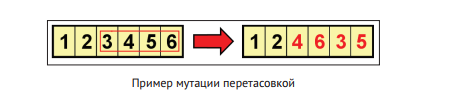 1 2 3 4 5 6 1 2 4 6 3 5
Пример мутации перетасовкой